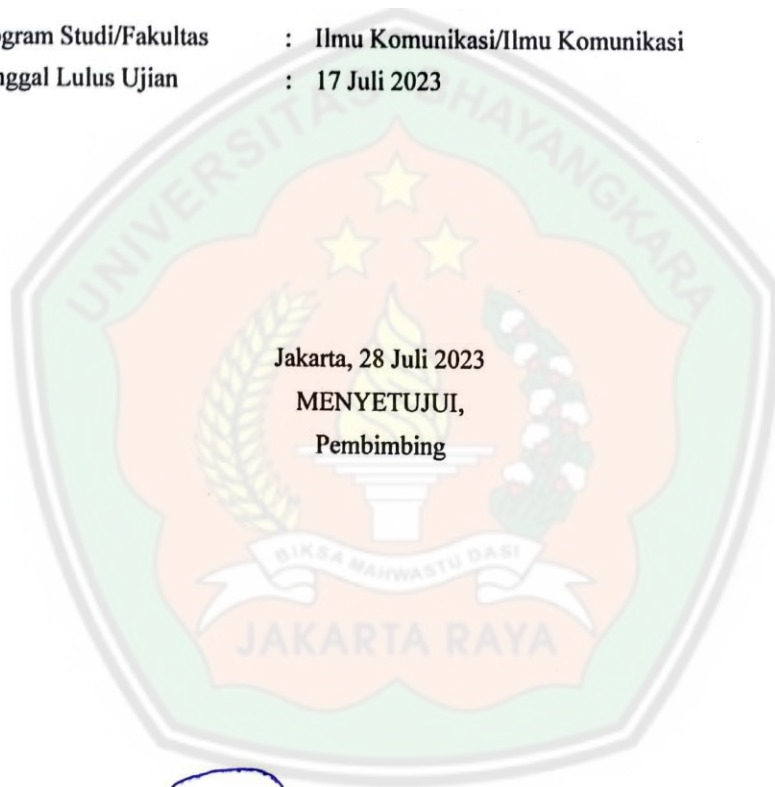 ogram Studi/Fakultas : Ilmu Komunikasi/Ilmu Komunikasi
nggal Lulus Ujian : 17 Juli 2023
UNIVERSITAS BHAYANGKARA
Jakarta, 28 Juli 2023
MENYETUJUI,
Pembimbing
BIKSA MAHWASTU DASI
JAKARTA RAYA